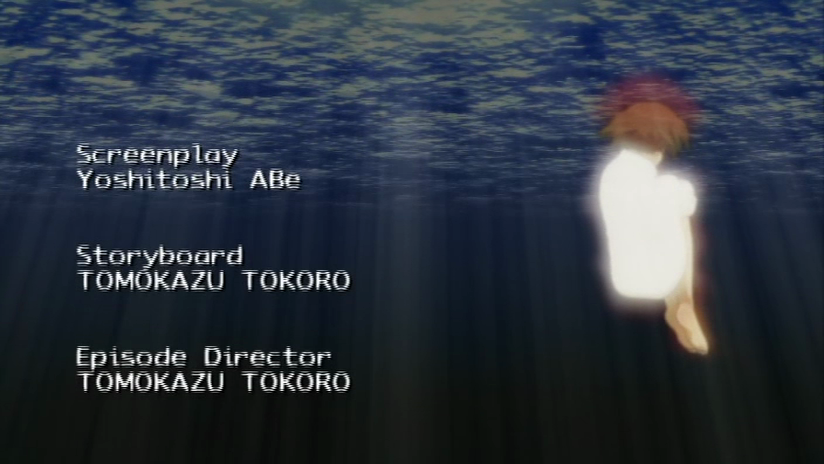 Screenplay
Yoshitoshi ABe
Storyboard
TOMOKAZU TOKORO
Episode Director
TOMOKAZU TOKORO